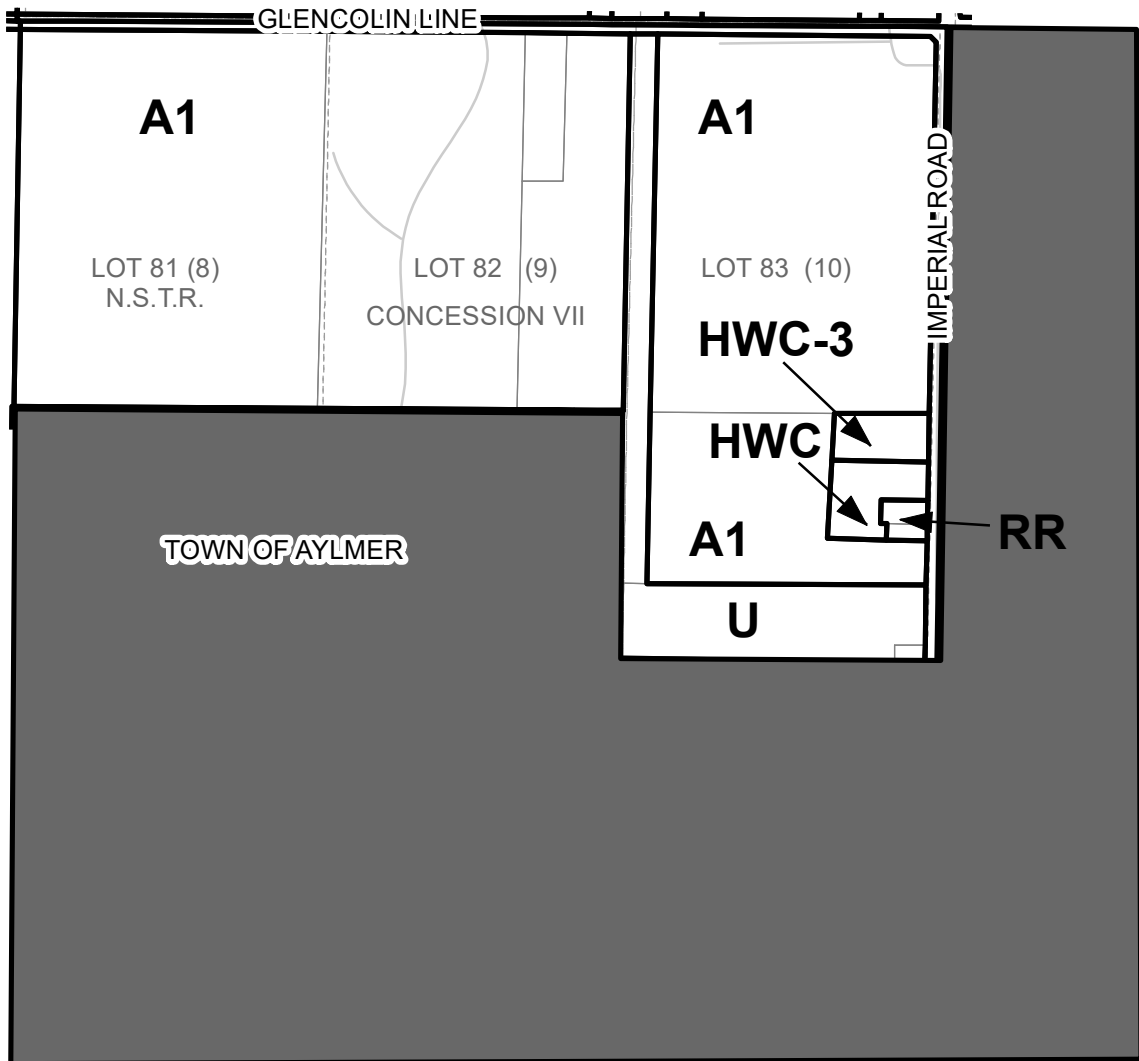 GLENCOLIN LINE
A1
A1
IMPERIAL ROAD
LOT 81 (8)
N.S.T.R.
LOT 82 (9)
CONCESSION VII
LOT 83 (10)
HWC-3
HWC
A1
RR
TOWN OF AYLMER
U